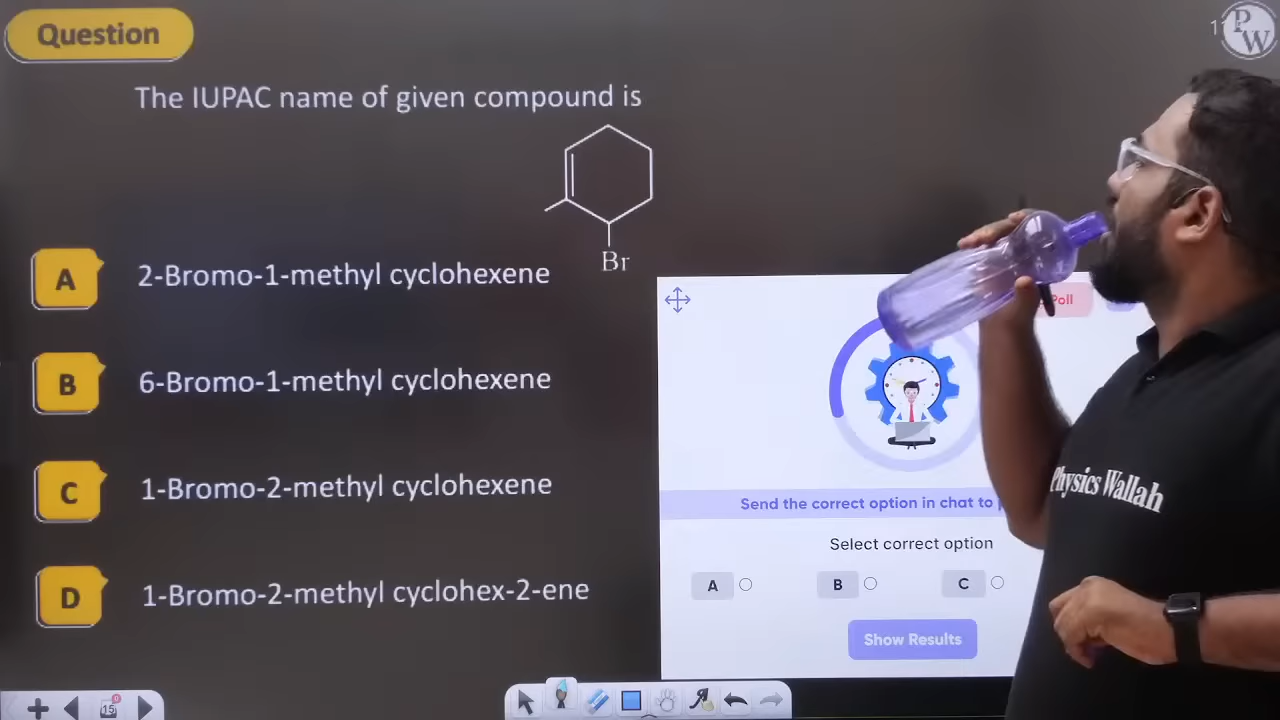 Question
The IUPAC name of given compound is
Br
A 2-Bromo-1-methyl cyclohexene
B 6-Bromo-1-methyl cyclohexene
C 1-Bromo-2-methyl cyclohexene
D 1-Bromo-2-methyl cyclohex-2-ene
PW
Poll
Send the correct option in chat to
Select correct option
A
B
C
Show Results
Physics Wallah
15